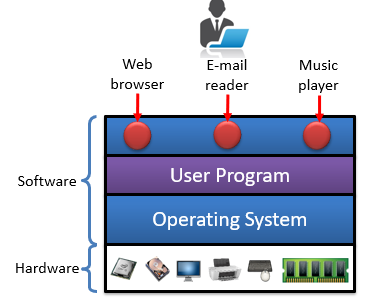 Web
browser
E-mail
reader
Music
player
Software
User Program
Operating System
Hardware